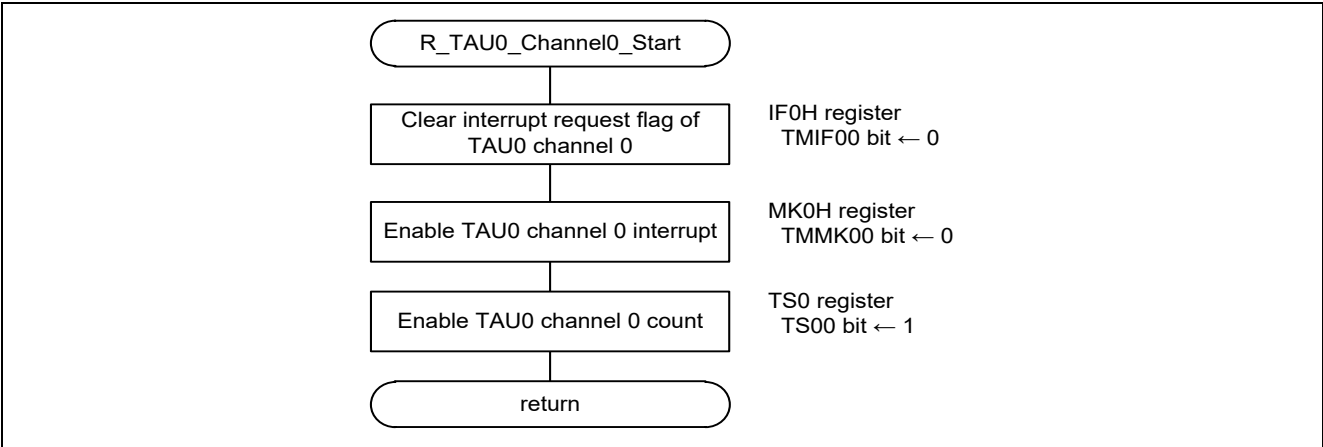 R_TAU0_Channel0_Start
Clear interrupt request flag of
TAU0 channel 0
IF0H register
TMIF00 bit ← 0
Enable TAU0 channel 0 interrupt
MK0H register
TMMK00 bit ← 0
Enable TAU0 channel 0 count
TS0 register
TS00 bit ← 1
return